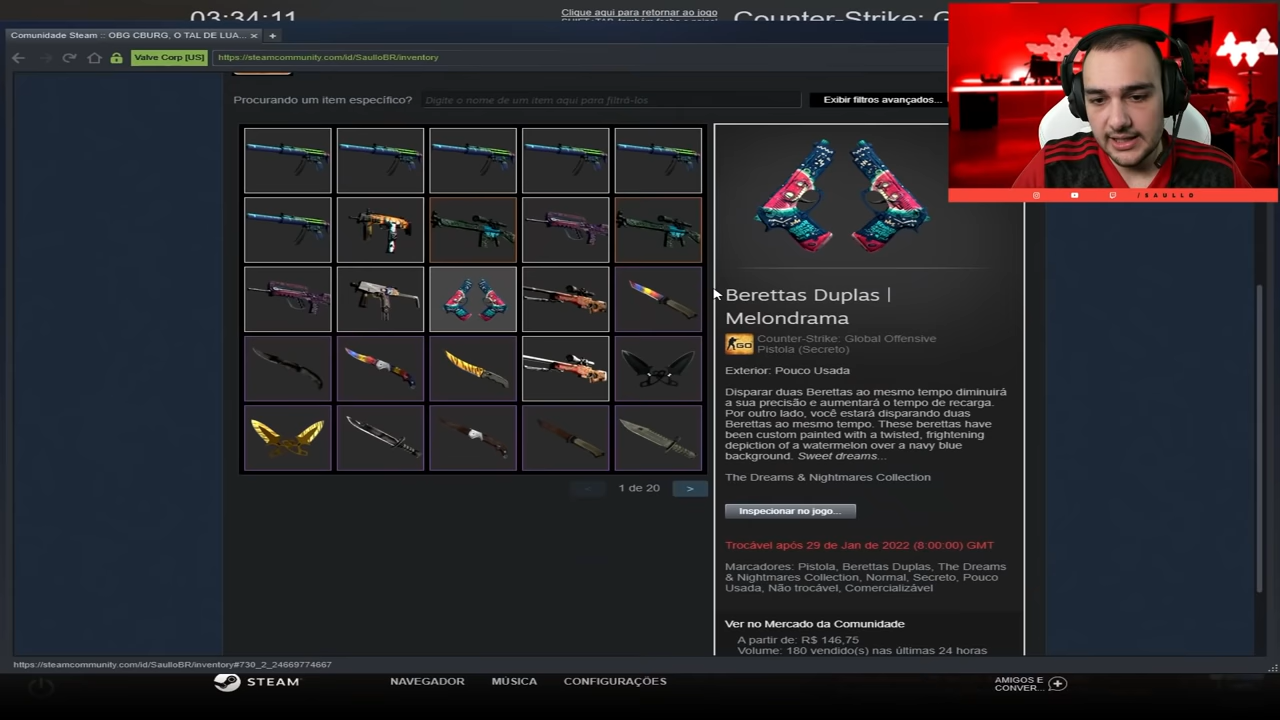 03:34:11
Clique aqui para retornar ao jogo
Counter-Strike: G
Comunidade Steam :: OBG CBURG, O TAL DE LUA...
Valve Corp [US]
https://steamcommunity.com/id/SaulloBR/inventory
Procurando um item específico?
Digite o nome de um item aqui para filtrá-los
Exibir filtros avançados...
/SAULLO
Berettas Duplas |
Melondrama
GO
Counter-Strike: Global Offensive
Pistola (Secreto)
Exterior: Pouco Usada
Disparar duas Berettas ao mesmo tempo diminuirá
a sua precisão e aumentará o tempo de recarga.
Por outro lado, você estará disparando duas
Berettas ao mesmo tempo. These berettas have
been custom painted with a twisted, frightening
depiction of a watermelon over a navy blue
background. Sweet dreams...
The Dreams & Nightmares Collection
1 de 20
>
Inspecionar no jogo...
Trocável após 29 de Jan de 2022 (8:00:00) GMT
Marcadores: Pistola, Berettas Duplas, The Dreams
& Nightmares Collection, Normal, Secreto, Pouco
Usada, Não trocável, Comercializável
Ver no Mercado da Comunidade
A partir de: R$ 146,75
Volume: 180 vendido(s) nas últimas 24 horas
https://steamcommunity.com/id/SaulloBR/inventory#730_2_24669774667
STEAM
NAVEGADOR
MÚSICA
CONFIGURAÇÕES
AMIGOS E
CONVER...